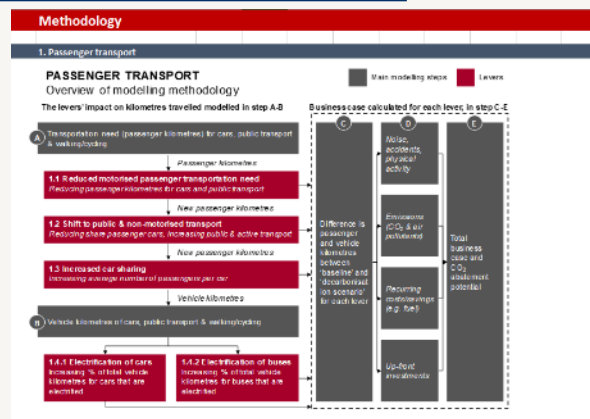 Methodology
1. Passenger transport
PASSENGER TRANSPORT
Overview of modelling methodology
Main modelling steps
Levers
The levers' impact on kilometres travelled modelled in step A-B
Business case calculated for each lever, in step C-E
A
Transportation need (passenger kilometres) for cars, public transport
& walking/cycling
Passenger kilometres
1.1 Reduced motorised passenger transportation need
Reducing passenger kilometres for cars and public transport
New passenger kilometres
1.2 Shift to public & non-motorised transport
Reducing share passenger cars, increasing public & active transport
New passenger kilometres
1.3 Increased car sharing
Increasing average number of passengers per car
Vehicle kilometres
B
Vehicle kilometres of cars, public transport & walking/cycling
1.4.1 Electrification of cars
Increasing % of total vehicle
kilometres for cars that are
electrified
1.4.2 Electrification of buses
Increasing % of total vehicle
kilometres for buses that are
electrified
C
Difference in
passenger
and vehicle
kilometres
between
'baseline' and
'decarbonisat
ion scenario'
for each lever
D
Noise,
accidents,
physical
activity
Emissions
(CO₂ & air
pollutants)
Recurring
costs/savings
(e.g. fuel)
Up-front
investments
E
Total
business
case and
CO₂
abatement
potential